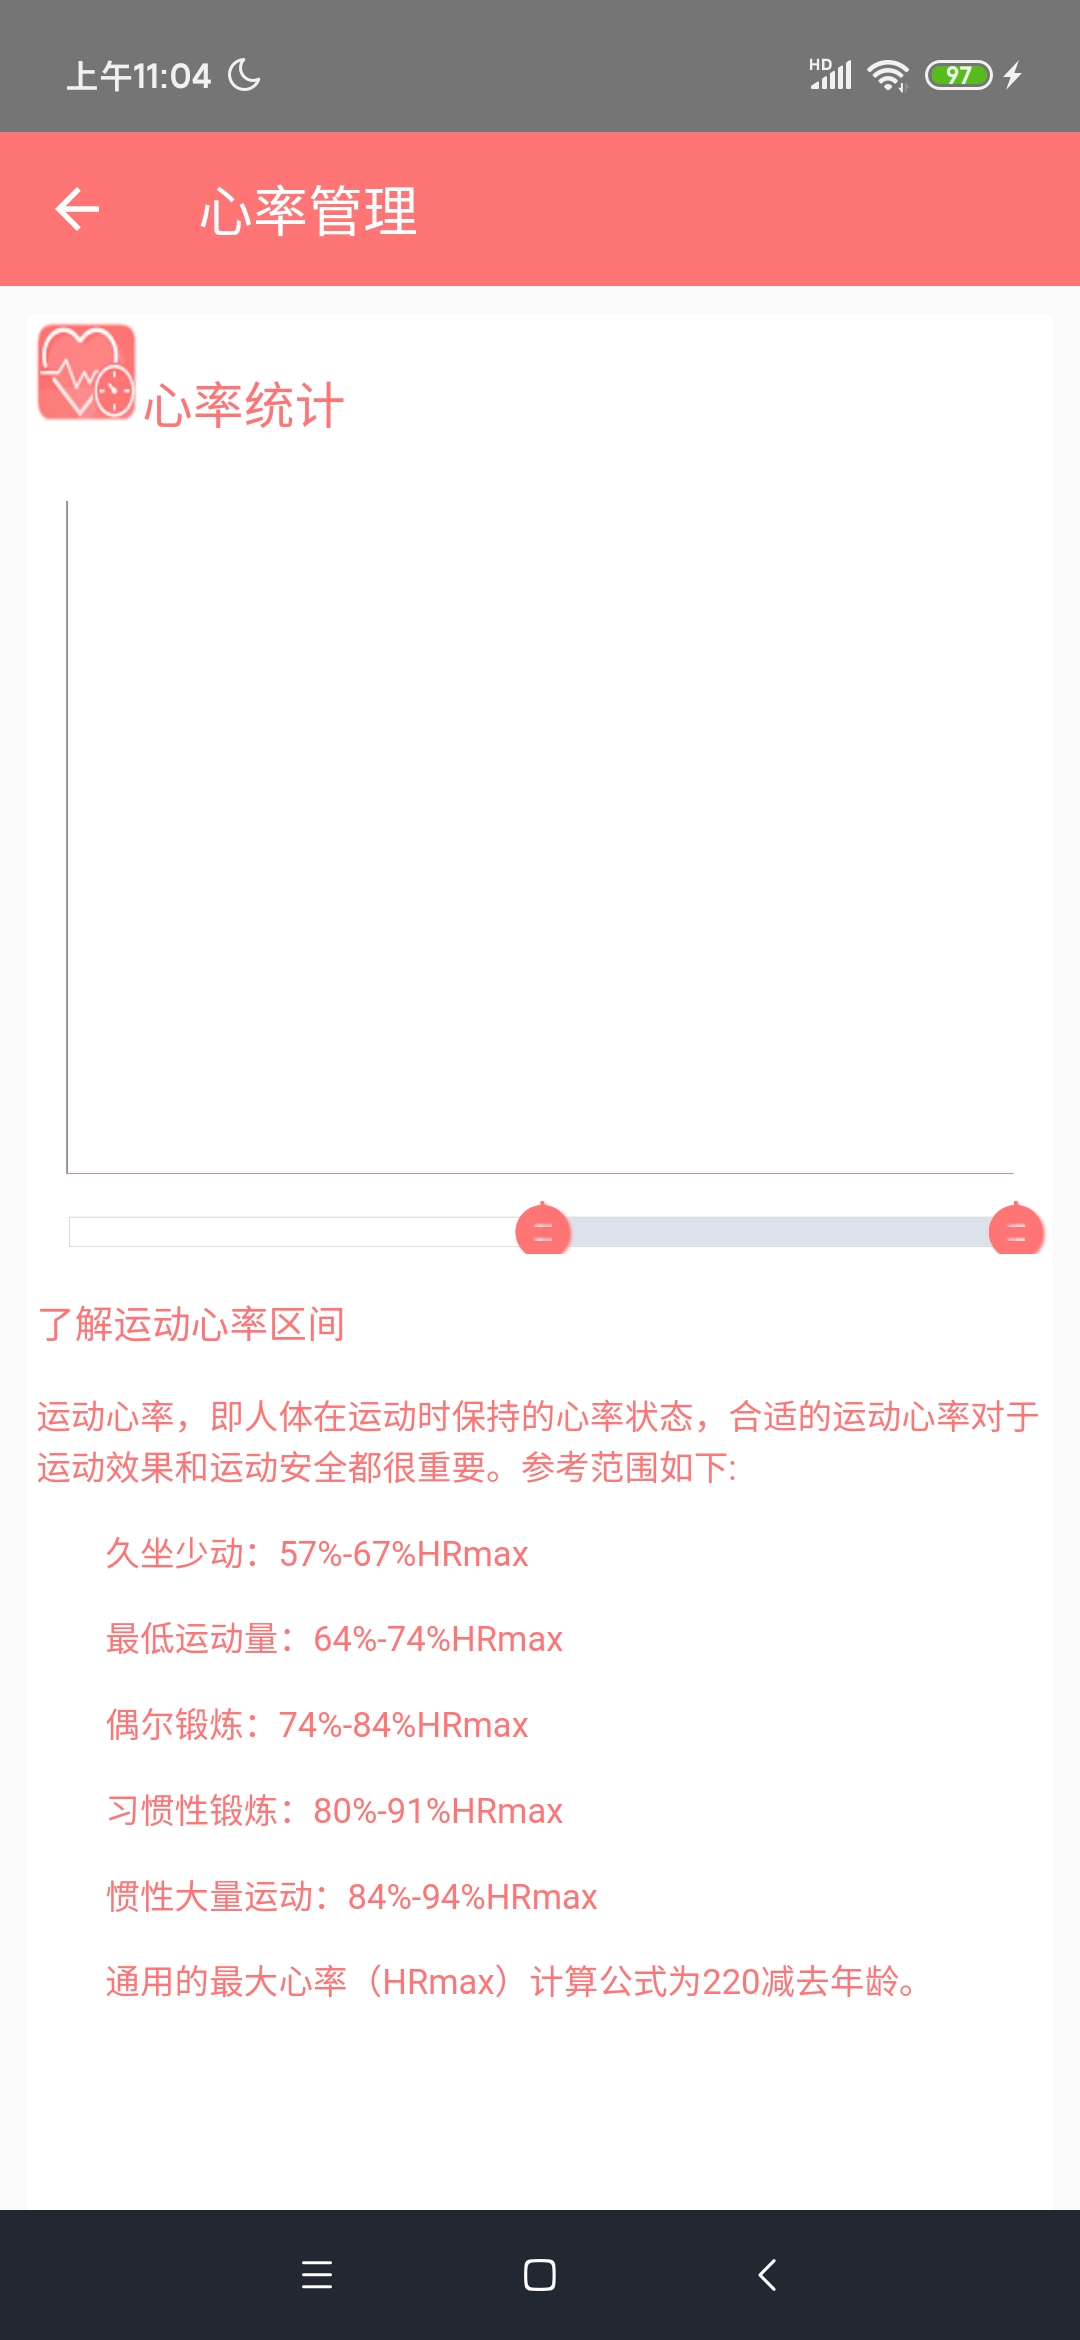 上午11:04
HD
97
心率管理
心率统计
了解运动心率区间
运动心率，即人体在运动时保持的心率状态，合适的运动心率对于
运动效果和运动安全都很重要。参考范围如下:
久坐少动：57%-67%HRmax
最低运动量：64%-74%HRmax
偶尔锻炼：74%-84%HRmax
习惯性锻炼：80%-91%HRmax
惯性大量运动：84%-94%HRmax
通用的最大心率（HRmax）计算公式为220减去年龄。